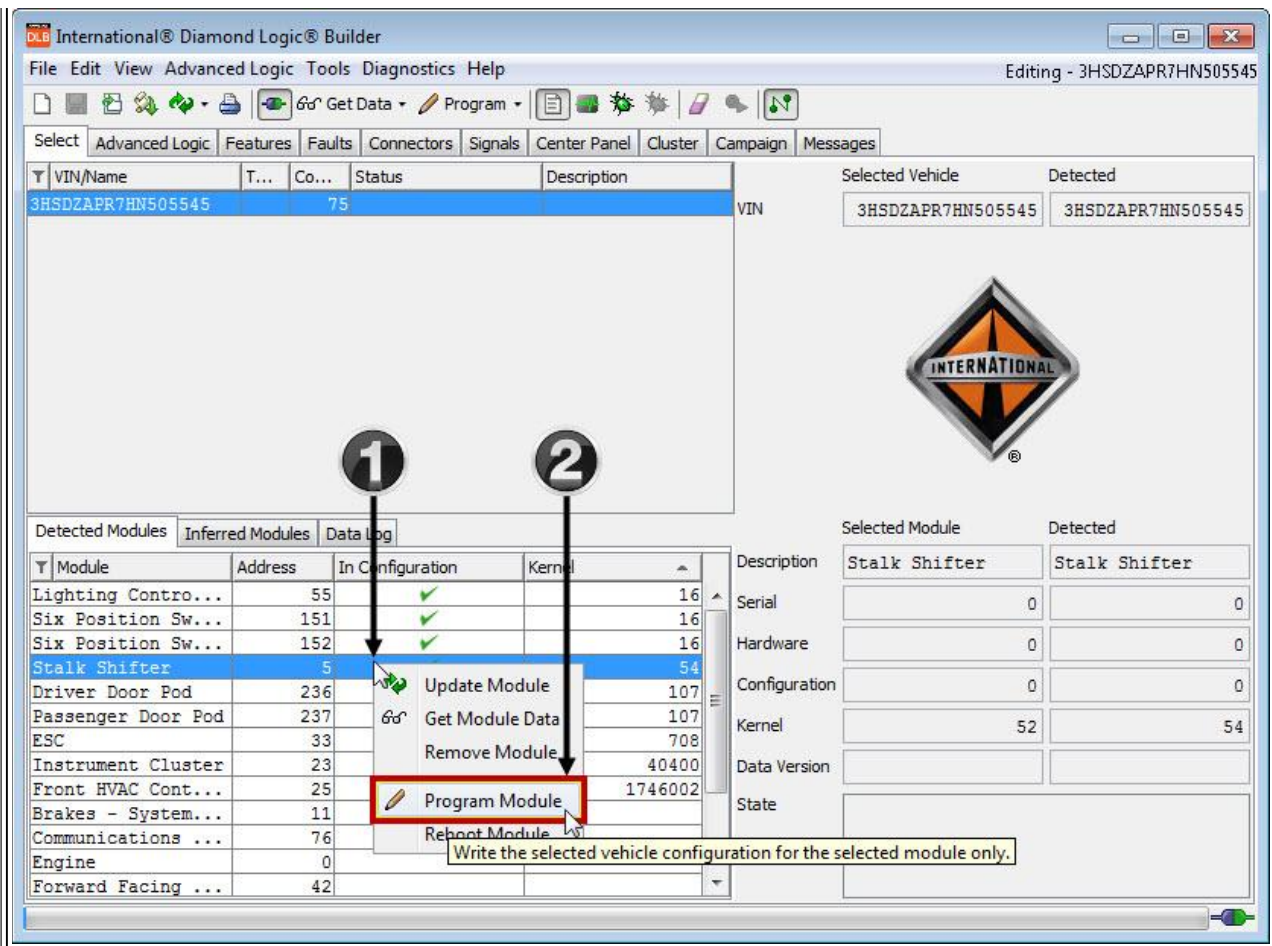 DLB International® Diamond Logic® Builder
File Edit View Advanced Logic Tools Diagnostics Help Editing - 3HSDZAPR7HN505545
Get Data Program
Select Advanced Logic Features Faults Connectors Signals Center Panel Cluster Campaign Messages
VIN/Name T... Co... Status Description Selected Vehicle Detected
3HSDZAPR7HN505545 75 VIN 3HSDZAPR7HN505545 3HSDZAPR7HN505545
INTERNATIONAL
®
1 2
Detected Modules Inferred Modules Data Log Selected Module Detected
Module Address In Configuration Kernel Description Stalk Shifter Stalk Shifter
Lighting Contro... 55 16
Serial 0 0
Six Position Sw... 151 16
Six Position Sw... 152 16 Hardware 0 0
Stalk Shifter 5 54
Update Module
Driver Door Pod 236 107 Configuration 0 0
Passenger Door Pod 237 Get Module Data 107
Kernel 52 54
ESC 33 708
Remove Module
Instrument Cluster 23 40400 Data Version
Front HVAC Cont... 25 1746002
Program Module State
Brakes - System... 11
Communications ... 76 Reboot Module
Write the selected vehicle configuration for the selected module only.
Engine 0
Forward Facing ... 42